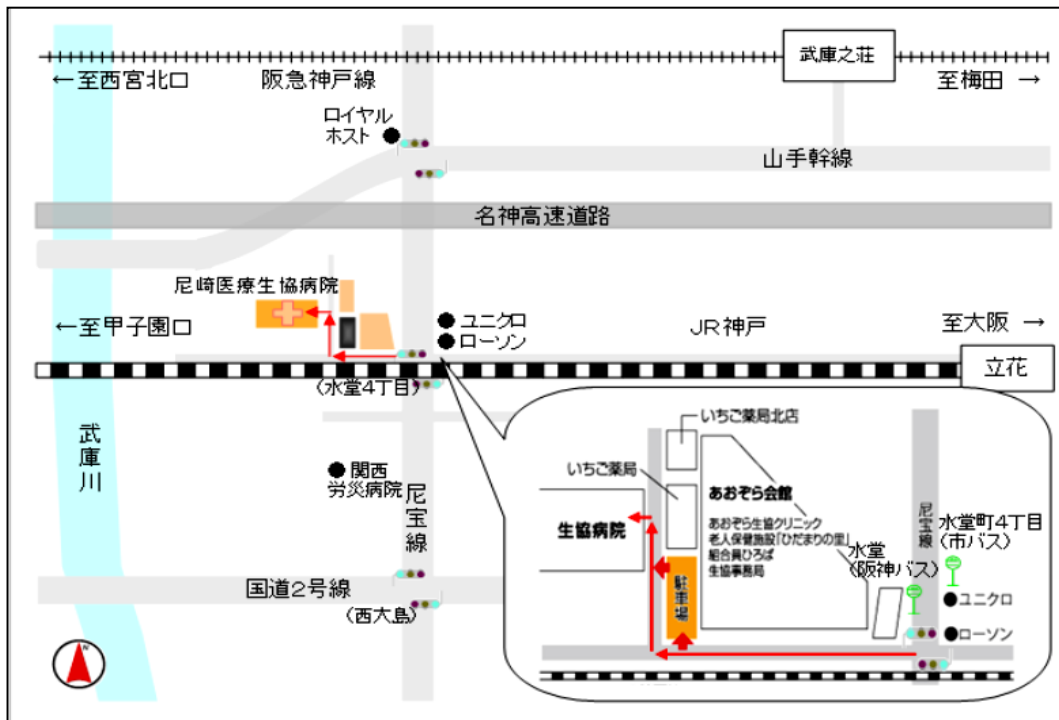 武庫之荘
←至西宮北口
阪急神戸線
至梅田→
ロイヤル
ホスト
山手幹線
名神高速道路
尼崎医療生協病院
ユニクロ
ローソン
←至甲子園口
JR神戸
至大阪→
立花
(水堂4丁目)
武庫川
関西
労災病院
尼宝線
国道2号線
(西大島)
N
いちご薬局北店
いちご薬局
あおぞら会館
あおぞら生協クリニック
老人保健施設「ひだまりの里」
組合員ひろば
生協事務局
生協病院
駐車場
尼宝線
水堂町4丁目
(市バス)
水堂
(阪神バス)
ユニクロ
ローソン